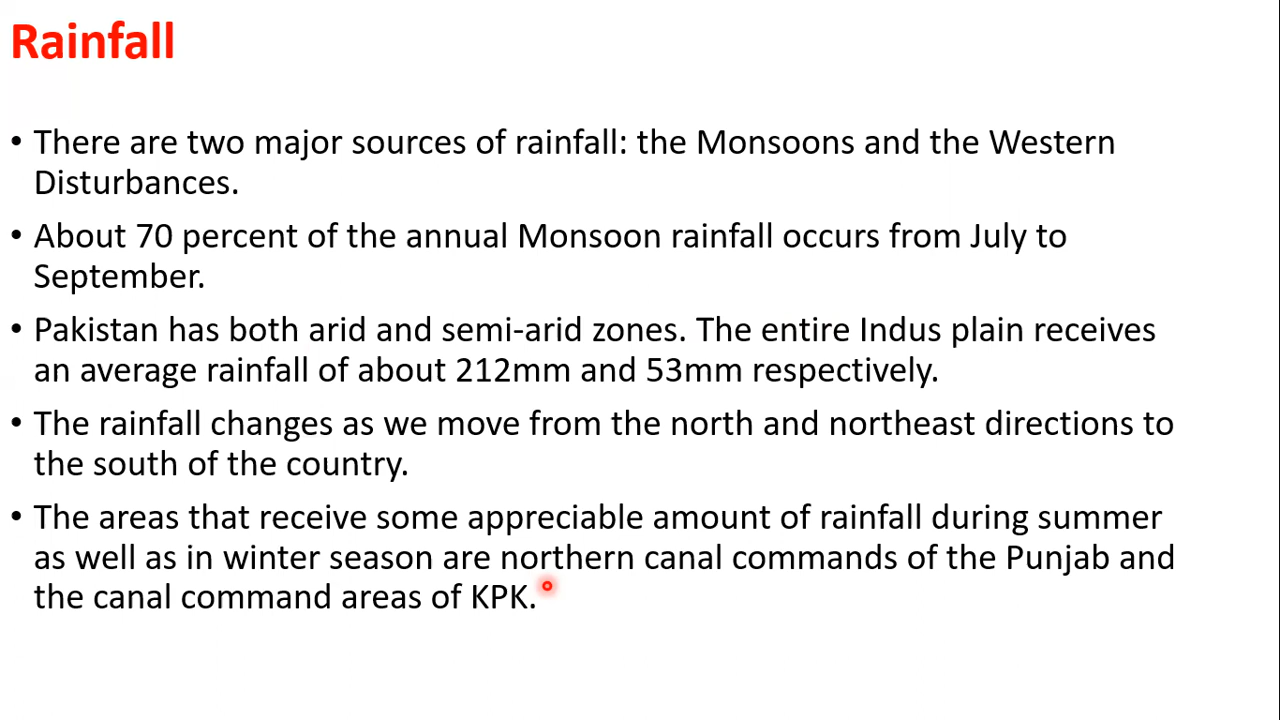 Rainfall
• There are two major sources of rainfall: the Monsoons and the Western
Disturbances.
• About 70 percent of the annual Monsoon rainfall occurs from July to
September.
• Pakistan has both arid and semi-arid zones. The entire Indus plain receives
an average rainfall of about 212mm and 53mm respectively.
• The rainfall changes as we move from the north and northeast directions to
the south of the country.
• The areas that receive some appreciable amount of rainfall during summer
as well as in winter season are northern canal commands of the Punjab and
the canal command areas of KPK.